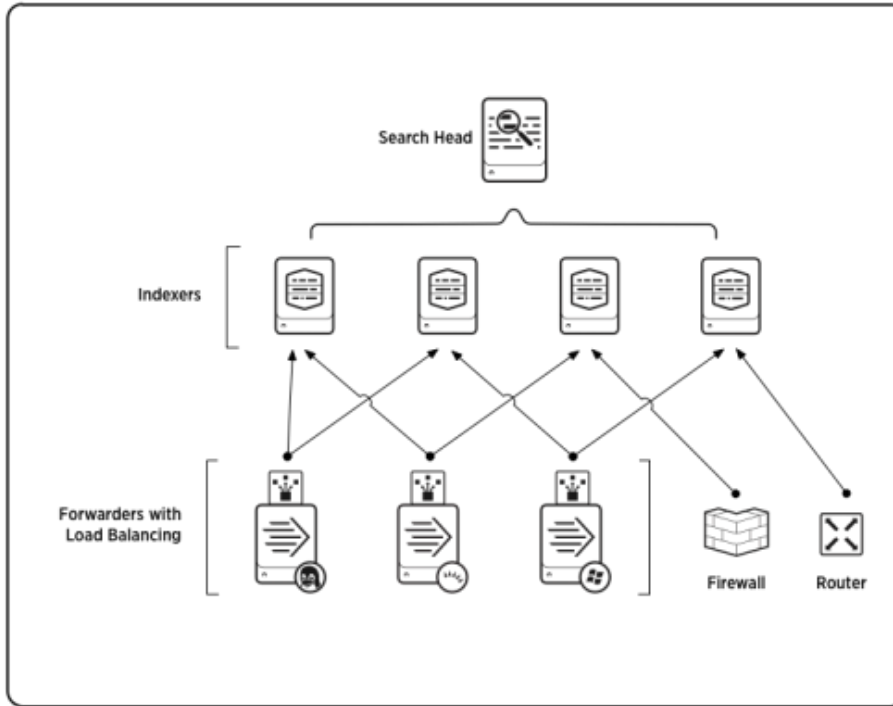 Search Head
Indexers
Forwarders with
Load Balancing
Firewall
Router